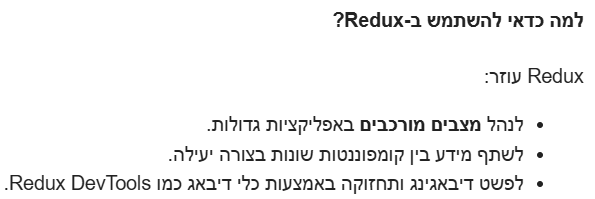 למה כדאי להשתמש ב-Redux?
Redux עוזר:
• לנהל מצבים מורכבים באפליקציות גדולות.
• לשתף מידע בין קומפוננטות שונות בצורה יעילה.
• לפשט דיבאגינג ותחזוקה באמצעות כלי דיבאג כמו Redux DevTools.